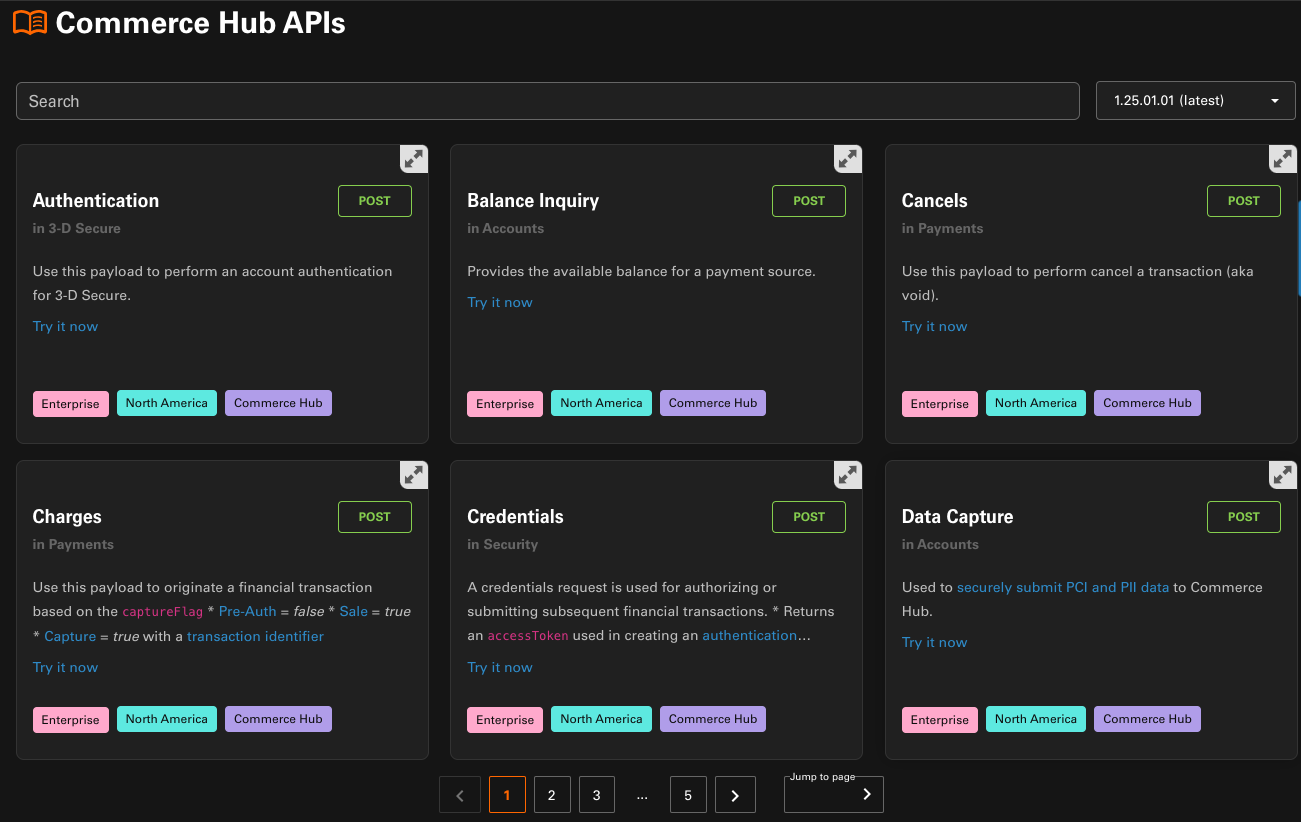 Commerce Hub APIs
Search
1.25.01.01 (latest)
Authentication
POST
in 3-D Secure
Use this payload to perform an account authentication
for 3-D Secure.
Try it now
Enterprise
North America
Commerce Hub
Balance Inquiry
POST
in Accounts
Provides the available balance for a payment source.
Try it now
Enterprise
North America
Commerce Hub
Cancels
POST
in Payments
Use this payload to perform cancel a transaction (aka
void).
Try it now
Enterprise
North America
Commerce Hub
Charges
POST
in Payments
Use this payload to originate a financial transaction
based on the captureFlag * Pre-Auth = false * Sale = true
* Capture = true with a transaction identifier
Try it now
Enterprise
North America
Commerce Hub
Credentials
POST
in Security
A credentials request is used for authorizing or
submitting subsequent financial transactions. * Returns
an accessToken used in creating an authentication...
Try it now
Enterprise
North America
Commerce Hub
Data Capture
POST
in Accounts
Used to securely submit PCI and PII data to Commerce
Hub.
Try it now
Enterprise
North America
Commerce Hub
1
2
3
...
5
Jump to page